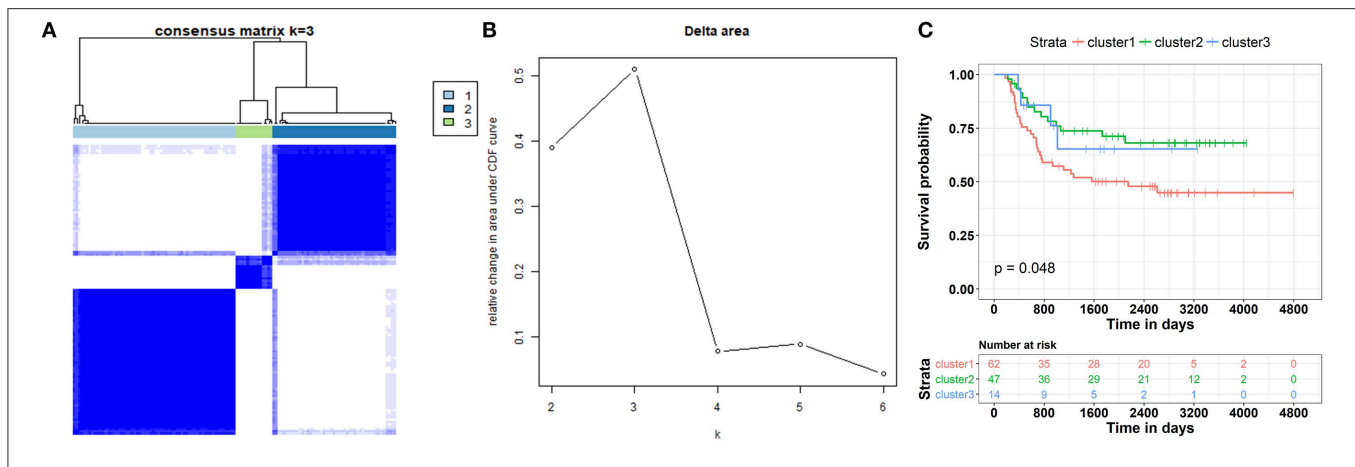 A
consensus matrix k=3
1
2
3
B
Delta area
relative change in area under CDF curve
0.5
0.4
0.3
0.2
0.1
2 3 4 5 6
k
C
Strata cluster1 cluster2 cluster3
Survival probability
1.00
0.75
0.50
0.25
0.00
p = 0.048
0 800 1600 2400 3200 4000 4800
Time in days
Number at risk
Strata
cluster1 62 35 28 20 5 2 0
cluster2 47 36 29 21 12 2 0
cluster3 14 9 5 2 1 0 0
0 800 1600 2400 3200 4000 4800
Time in days